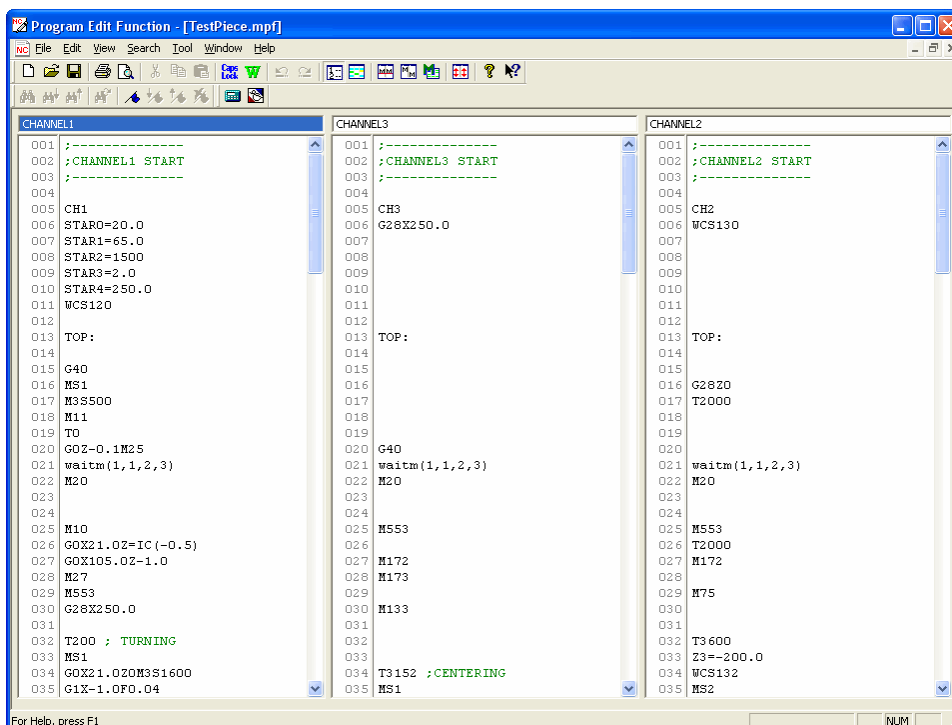 Program Edit Function - [TestPiece.mpf]
File Edit View Search Tool Window Help
CHANNEL1
001 ;--------------
002 ;CHANNEL1 START
003 ;--------------
004
005 CH1
006 STAR0=20.0
007 STAR1=65.0
008 STAR2=1500
009 STAR3=2.0
010 STAR4=250.0
011 WCS120
012
013 TOP:
014
015 G40
016 MS1
017 M3S500
018 M11
019 T0
020 G0Z-0.1M25
021 waitm(1,1,2,3)
022 M20
023
024
025 M10
026 G0X21.0Z=IC(-0.5)
027 G0X105.0Z-1.0
028 M27
029 M553
030 G28X250.0
031
032 T200 ; TURNING
033 MS1
034 G0X21.0Z0M3S1600
035 G1X-1.0F0.04
CHANNEL3
001 ;--------------
002 ;CHANNEL3 START
003 ;--------------
004
005 CH3
006 G28X250.0
007
008
009
010
011
012
013 TOP:
014
015
016
017
018
019
020 G40
021 waitm(1,1,2,3)
022 M20
023
024
025 M553
026
027 M172
028 M173
029
030 M133
031
032
033
034 T3152 ;CENTERING
035 MS1
CHANNEL2
001 ;--------------
002 ;CHANNEL2 START
003 ;--------------
004
005 CH2
006 WCS130
007
008
009
010
011
012
013 TOP:
014
015
016 G28Z0
017 T2000
018
019
020
021 waitm(1,1,2,3)
022 M20
023
024
025 M553
026 T2000
027 M172
028
029 M75
030
031
032 T3600
033 Z3=-200.0
034 WCS132
035 MS2
For Help, press F1
NUM